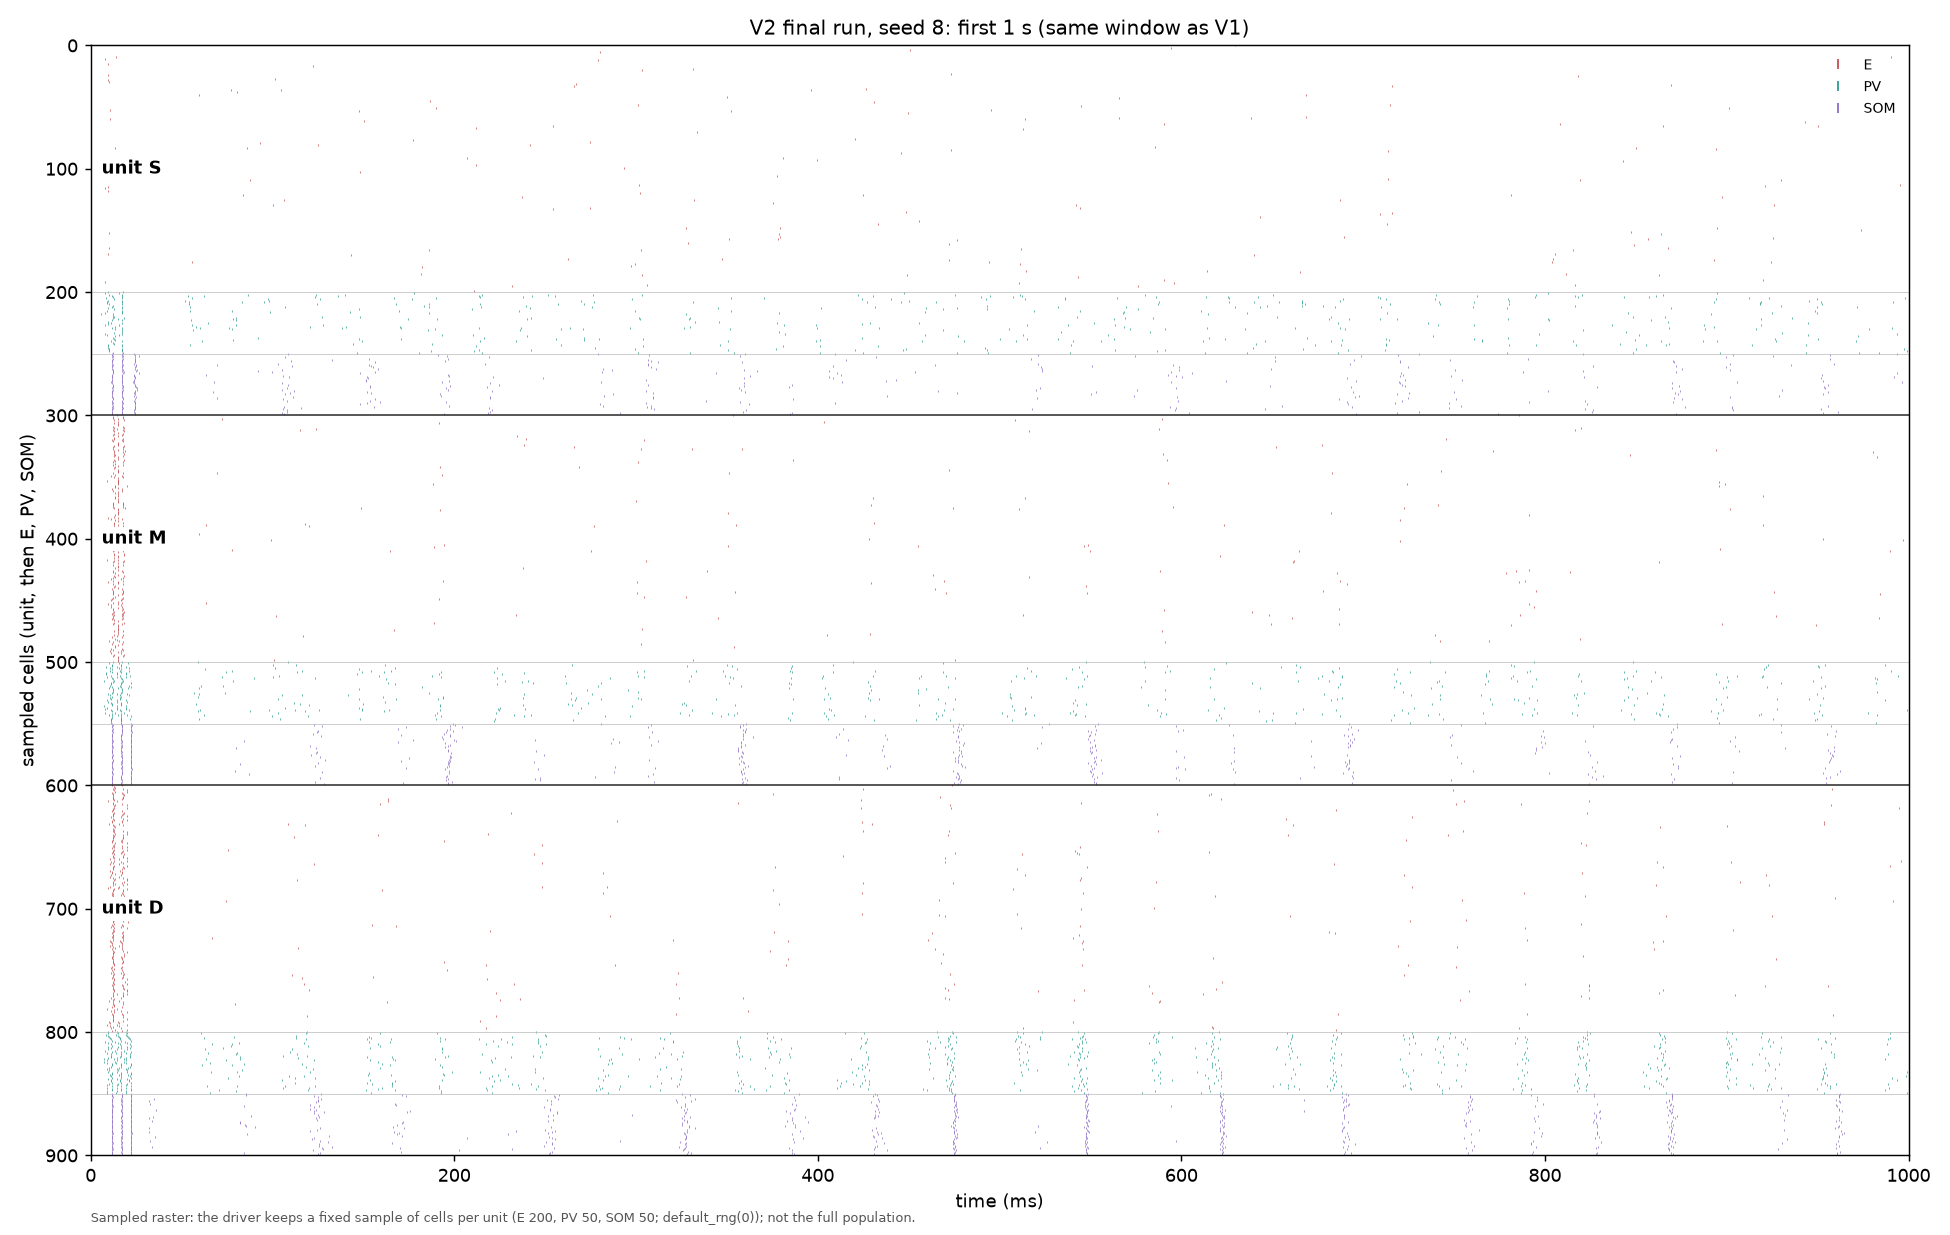 V2 final run, seed 8: first 1 s (same window as V1)
E
PV
SOM
0
100
200
300
400
500
600
700
800
900
unit S
unit M
unit D
sampled cells (unit, then E, PV, SOM)
0
200
400
600
800
1000
time (ms)
Sampled raster: the driver keeps a fixed sample of cells per unit (E 200, PV 50, SOM 50; default_rng(0)); not the full population.